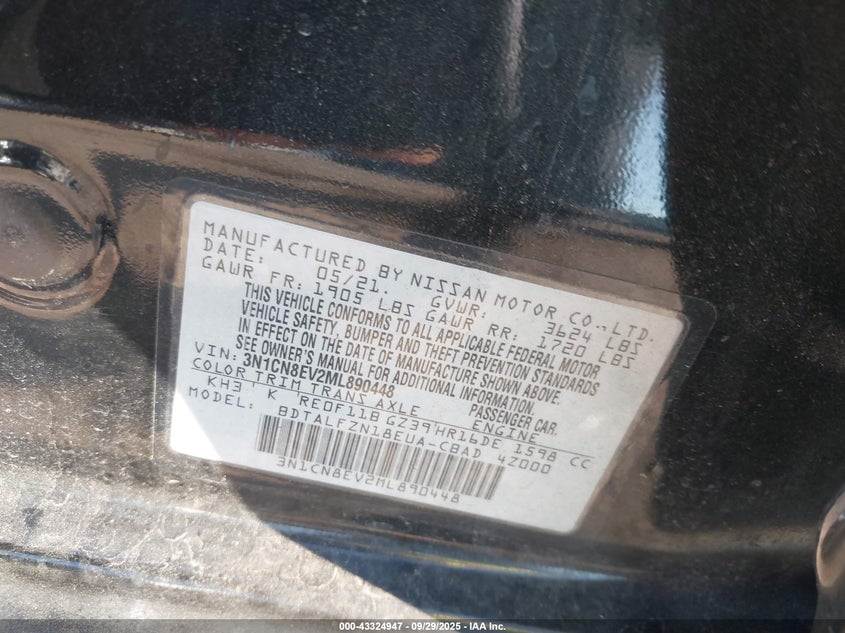 MANUFACTURED BY NISSAN MOTOR CO.,LTD.
DATE: 05/21. GVWR: 3624 LBS
GAWR FR: 1905 LBS GAWR RR: 1720 LBS
THIS VEHICLE CONFORMS TO ALL APPLICABLE FEDERAL MOTOR
VEHICLE SAFETY, BUMPER AND THEFT PREVENTION STANDARDS
IN EFFECT ON THE DATE OF MANUFACTURE SHOWN ABOVE.
SEE OWNER'S MANUAL FOR ADDITIONAL INFORMATION.
VIN: 3N1CN8EV2ML890448 PASSENGER CAR.
COLOR TRIM TRANS AXLE ENGINE
KH3 K RE0F11B GZ39 HR16DE 1598 CC
MODEL: BDTALFZN18EUA-CBAD 4Z000
3N1CN8EV2ML890448
000-43324947 - 09/29/2025 - IAA Inc.